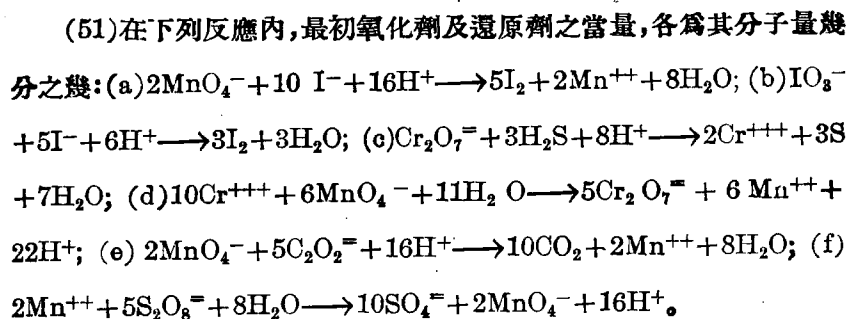 (51)在下列反應內,最初氧化劑及還原劑之當量,各爲其分子量幾
分之幾:(a)2MnO₄⁻+10 I⁻+16H⁺⟶5I₂+2Mn⁺⁺+8H₂O; (b)IO₃⁻
+5I⁻+6H⁺⟶3I₂+3H₂O; (c)Cr₂O₇⁼+3H₂S+8H⁺⟶2Cr⁺⁺⁺+3S
+7H₂O; (d)10Cr⁺⁺⁺+6MnO₄⁻+11H₂ O⟶5Cr₂ O₇⁼ + 6 Mn⁺⁺+
22H⁺; (e) 2MnO₄⁻+5C₂O₂⁼+16H⁺⟶10CO₂+2Mn⁺⁺+8H₂O; (f)
2Mn⁺⁺+5S₂O₈⁼+8H₂O⟶10SO₄⁼+2MnO₄⁻+16H⁺。